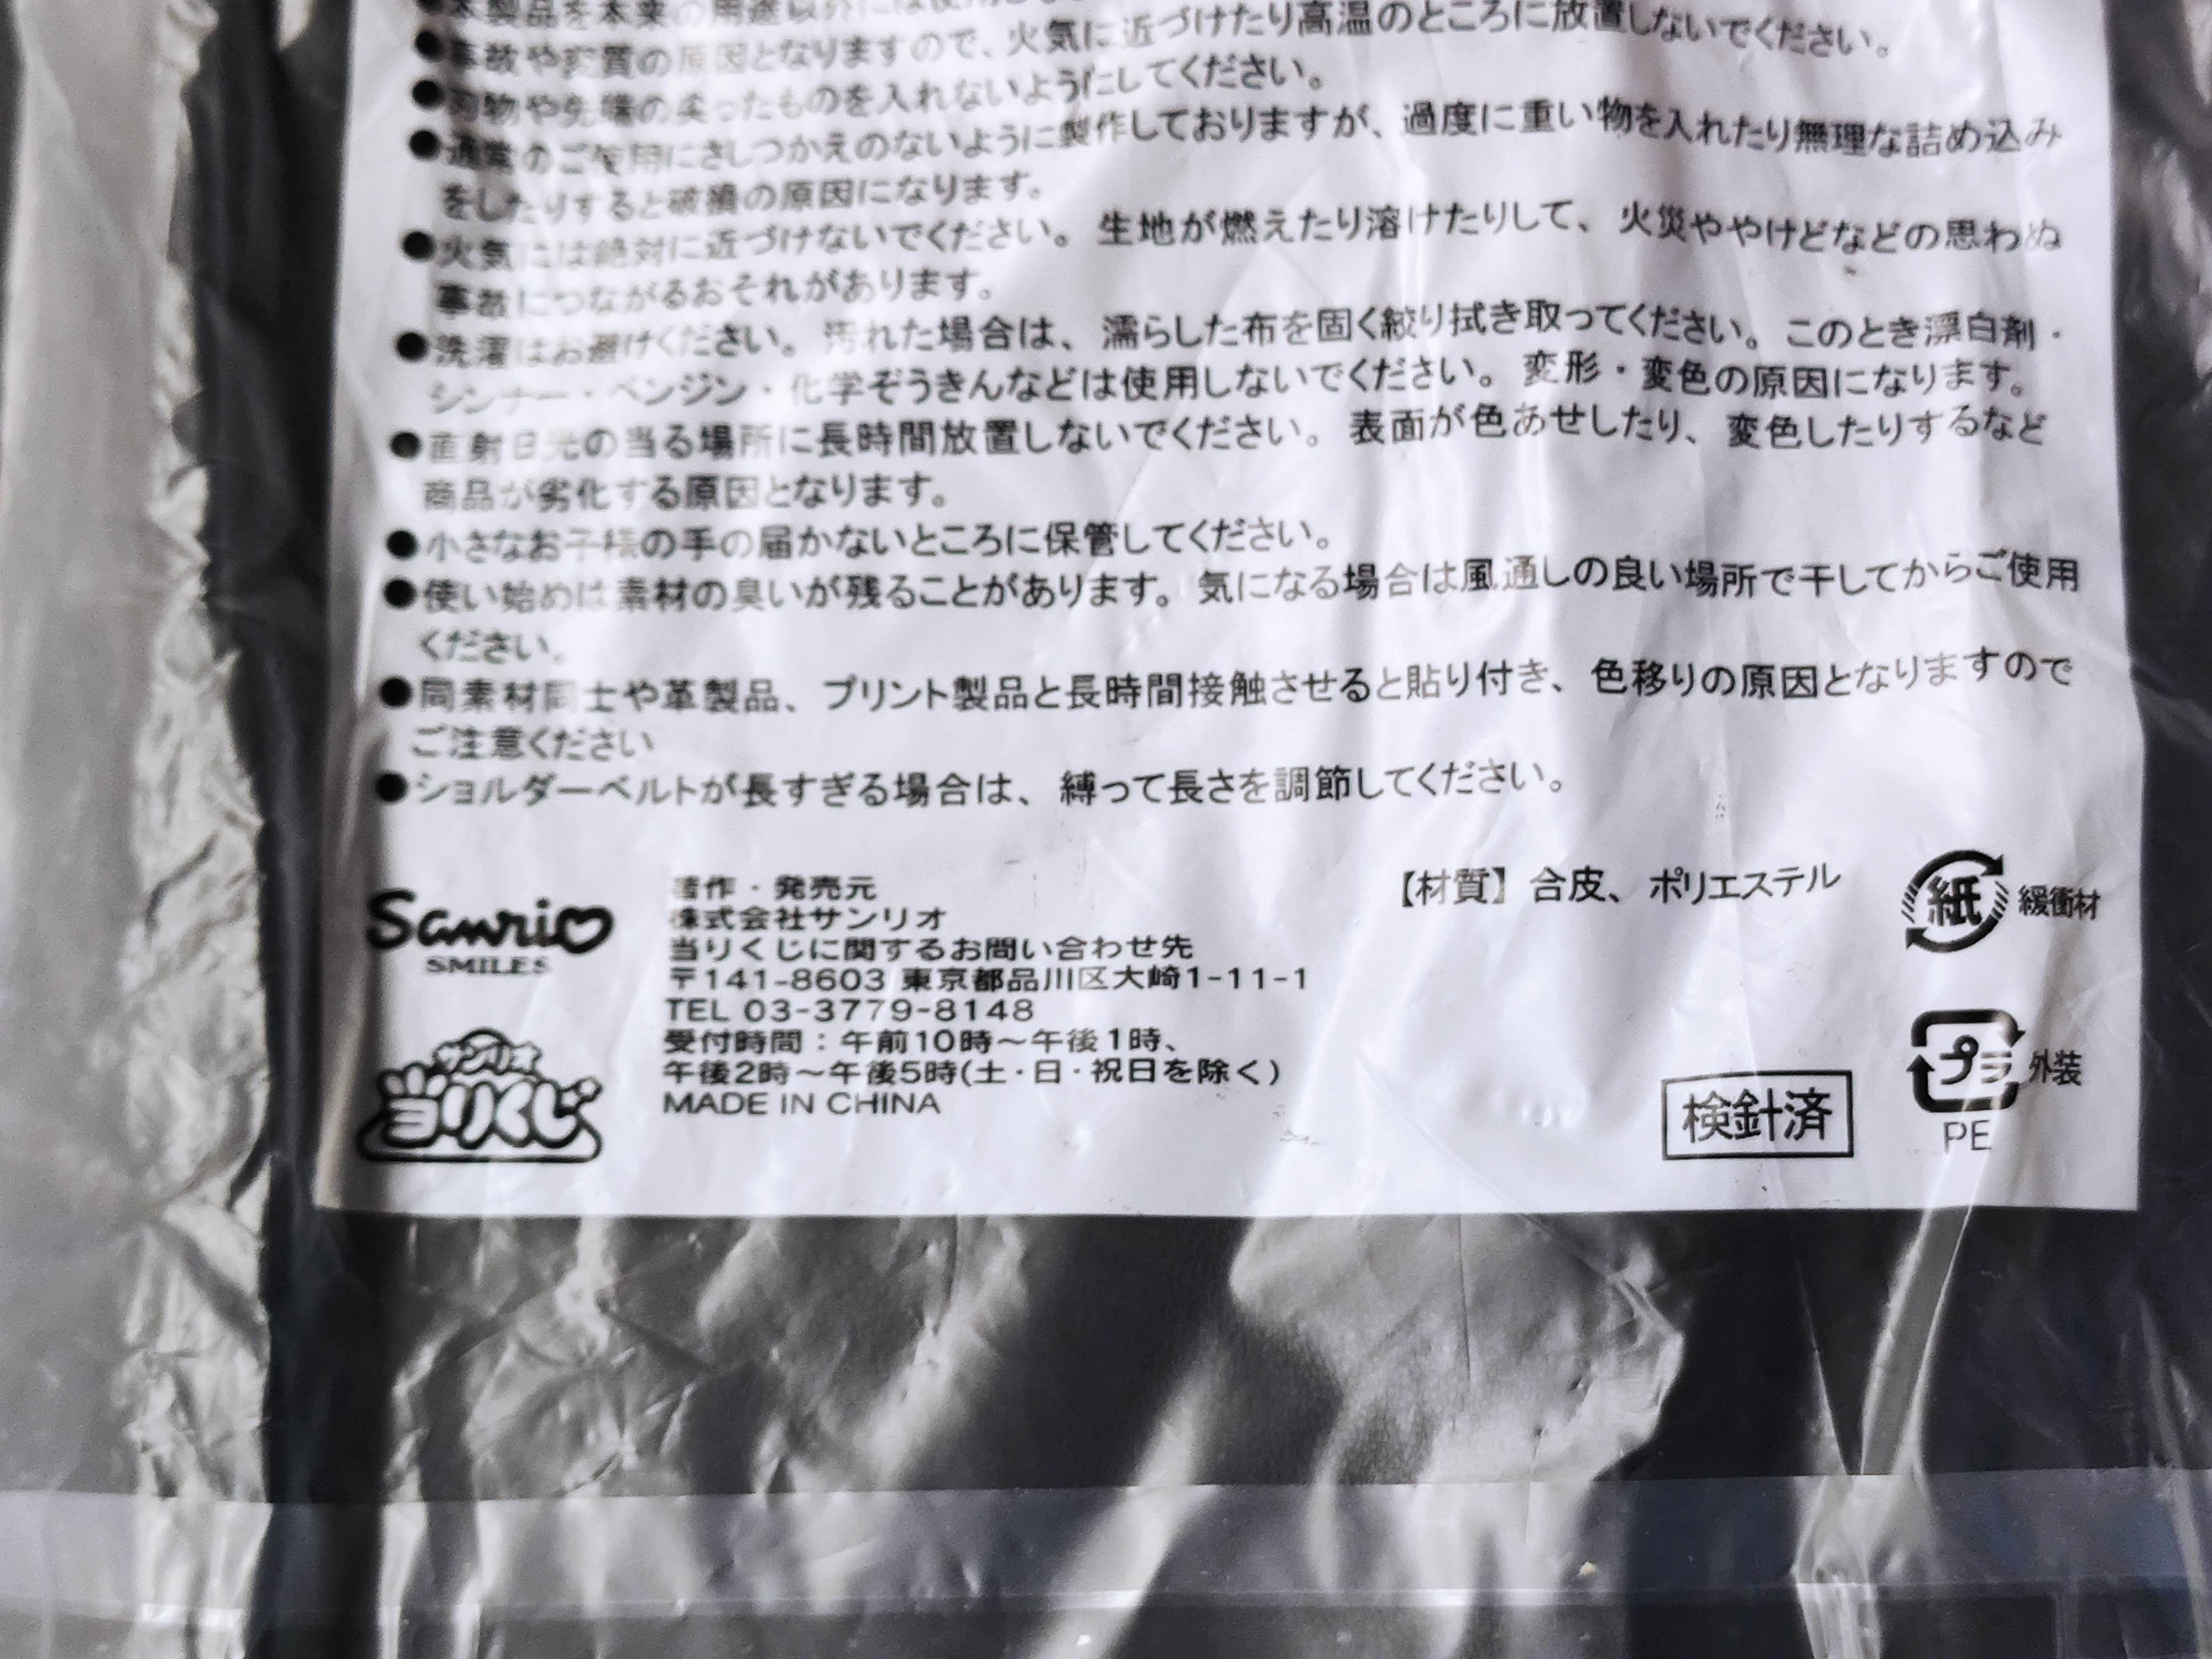 本製品を本来の用途以外には使用し
●事故や変質の原因となりますので、火気に近づけたり高温のところに放置しないでください。
●刃物や先端の尖ったものを入れないようにしてください。
●通常のご使用にさしつかえのないように製作しておりますが、過度に重い物を入れたり無理な詰め込み
をしたりすると破損の原因になります。
●火気には絶対に近づけないでください。生地が燃えたり溶けたりして、火災ややけどなどの思わぬ
事故につながるおそれがあります。
●洗濯はお避けください。汚れた場合は、濡らした布を固く絞り拭き取ってください。このとき漂白剤・
シンナー・ベンジン・化学ぞうきんなどは使用しないでください。変形・変色の原因になります。
●直射日光の当る場所に長時間放置しないでください。表面が色あせしたり、変色したりするなど
商品が劣化する原因となります。
●小さなお子様の手の届かないところに保管してください。
●使い始めは素材の臭いが残ることがあります。気になる場合は風通しの良い場所で干してからご使用
ください。
●同素材同士や革製品、プリント製品と長時間接触させると貼り付き、色移りの原因となりますので
ご注意ください
●ショルダーベルトが長すぎる場合は、縛って長さを調節してください。
Sanrio
SMILES
サンリオ
当りくじ
著作・発売元
株式会社サンリオ
当りくじに関するお問い合わせ先
〒141-8603 東京都品川区大崎1-11-1
TEL 03-3779-8148
受付時間：午前10時～午後1時、
午後2時～午後5時(土・日・祝日を除く)
MADE IN CHINA
【材質】合皮、ポリエステル
紙 緩衝材
プラ 外装
PE
検針済